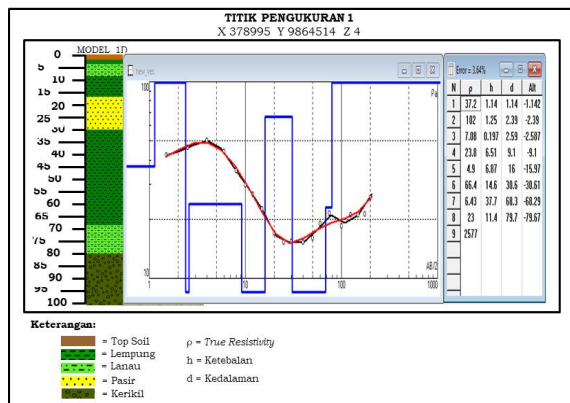 TITIK PENGUKURAN 1
X 378995 Y 9864514 Z 4
MODEL 1D
0
5
10
15
20
25
30
35
40
45
50
55
60
65
70
75
80
85
90
95
100
new_ves
100
Pa
10
1
10
100
1000
AB/2
Error = 3.64%
N ρ h d Alt
1 37.2 1.14 1.14 -1.142
2 102 1.25 2.39 -2.39
3 7.08 0.197 2.59 -2.587
4 23.8 6.51 9.1 -9.1
5 4.9 6.87 16 -15.97
6 66.4 14.6 30.6 -30.61
7 6.43 37.7 68.3 -68.29
8 23 11.4 79.7 -79.67
9 2577
Keterangan:
= Top Soil
= Lempung
= Lanau
= Pasir
= Kerikil
ρ = True Resistivity
h = Ketebalan
d = Kedalaman